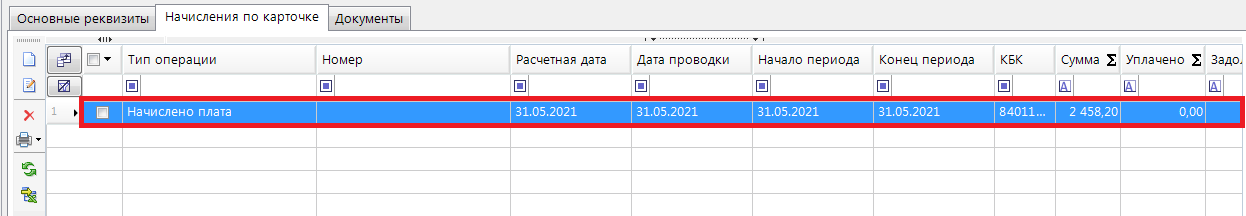 Основные реквизиты Начисления по карточке Документы
Тип операции Номер Расчетная дата Дата проводки Начало периода Конец периода КБК Сумма Σ Уплачено Σ Задо.
A A A
1 Начислено плата 31.05.2021 31.05.2021 31.05.2021 31.05.2021 84011... 2 458,20 0,00